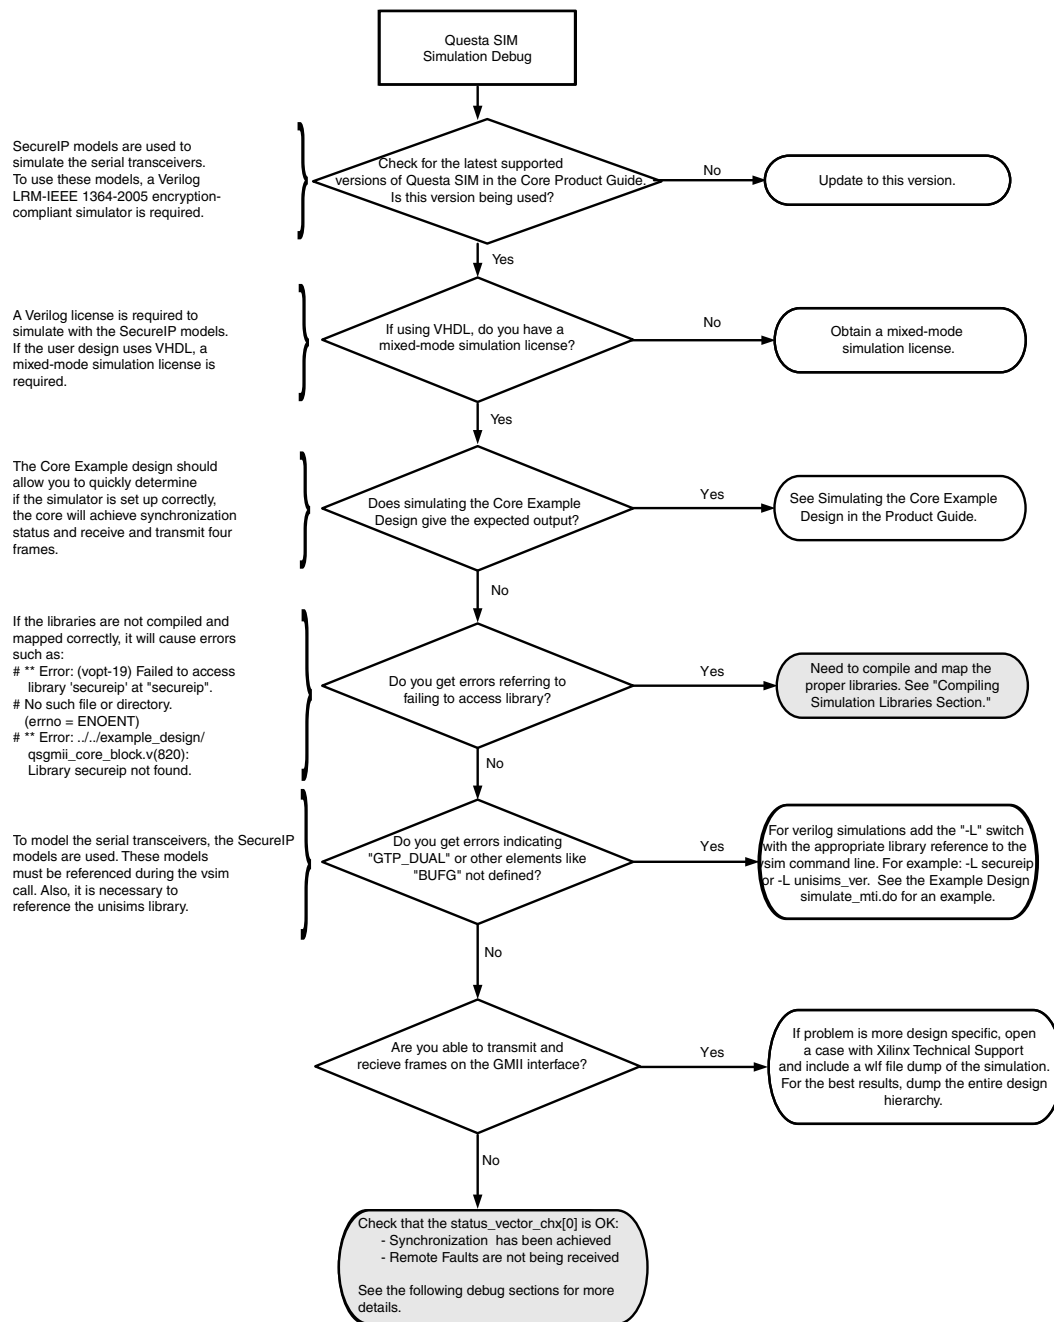 Questa SIM
Simulation Debug
SecureIP models are used to
simulate the serial transceivers.
To use these models, a Verilog
LRM-IEEE 1364-2005 encryption-
compliant simulator is required.
Check for the latest supported
versions of Questa SIM in the Core Product Guide.
Is this version being used?
No
Update to this version.
Yes
A Verilog license is required to
simulate with the SecureIP models.
If the user design uses VHDL, a
mixed-mode simulation license is
required.
If using VHDL, do you have a
mixed-mode simulation license?
No
Obtain a mixed-mode
simulation license.
Yes
The Core Example design should
allow you to quickly determine
if the simulator is set up correctly,
the core will achieve synchronization
status and receive and transmit four
frames.
Does simulating the Core Example
Design give the expected output?
Yes
See Simulating the Core Example
Design in the Product Guide.
No
If the libraries are not compiled and
mapped correctly, it will cause errors
such as:
# ** Error: (vopt-19) Failed to access
library 'secureip' at "secureip".
# No such file or directory.
(errno = ENOENT)
# ** Error: ../../example_design/
qsgmii_core_block.v(820):
Library secureip not found.
Do you get errors referring to
failing to access library?
Yes
Need to compile and map the
proper libraries. See "Compiling
Simulation Libraries Section."
No
To model the serial transceivers, the SecureIP
models are used. These models
must be referenced during the vsim
call. Also, it is necessary to
reference the unisims library.
Do you get errors indicating
"GTP_DUAL" or other elements like
"BUFG" not defined?
Yes
For verilog simulations add the "-L" switch
with the appropriate library reference to the
vsim command line. For example: -L secureip
or -L unisims_ver. See the Example Design
simulate_mti.do for an example.
No
Are you able to transmit and
recieve frames on the GMII interface?
Yes
If problem is more design specific, open
a case with Xilinx Technical Support
and include a wlf file dump of the simulation.
For the best results, dump the entire design
hierarchy.
No
Check that the status_vector_chx[0] is OK:
- Synchronization has been achieved
- Remote Faults are not being received
See the following debug sections for more
details.